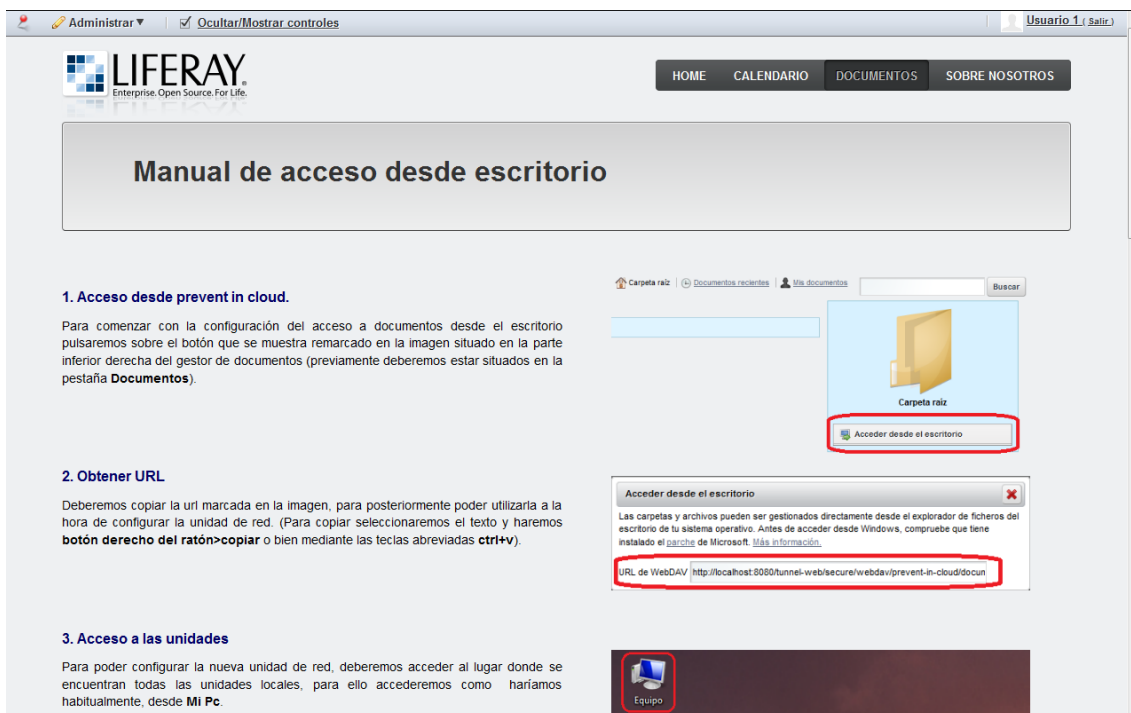 Administrar▼ Ocultar/Mostrar controles Usuario 1 ( Salir )
LIFERAY.
Enterprise. Open Source. For Life.
HOME CALENDARIO DOCUMENTOS SOBRE NOSOTROS
Manual de acceso desde escritorio
1. Acceso desde prevent in cloud.
Para comenzar con la configuración del acceso a documentos desde el escritorio
pulsaremos sobre el botón que se muestra remarcado en la imagen situado en la parte
inferior derecha del gestor de documentos (previamente deberemos estar situados en la
pestaña Documentos).
Carpeta raíz Documentos recientes Mis documentos Buscar
Carpeta raíz
Acceder desde el escritorio
2. Obtener URL
Deberemos copiar la url marcada en la imagen, para posteriormente poder utilizarla a la
hora de configurar la unidad de red. (Para copiar seleccionaremos el texto y haremos
botón derecho del ratón>copiar o bien mediante las teclas abreviadas ctrl+v).
Acceder desde el escritorio
Las carpetas y archivos pueden ser gestionados directamente desde el explorador de ficheros del
escritorio de tu sistema operativo. Antes de acceder desde Windows, compruebe que tiene
instalado el parche de Microsoft. Más información.
URL de WebDAV http://localhost:8080/tunnel-web/secure/webdav/prevent-in-cloud/docun
3. Acceso a las unidades
Para poder configurar la nueva unidad de red, deberemos acceder al lugar donde se
encuentran todas las unidades locales, para ello accederemos como haríamos
habitualmente, desde Mi Pc.
Equipo